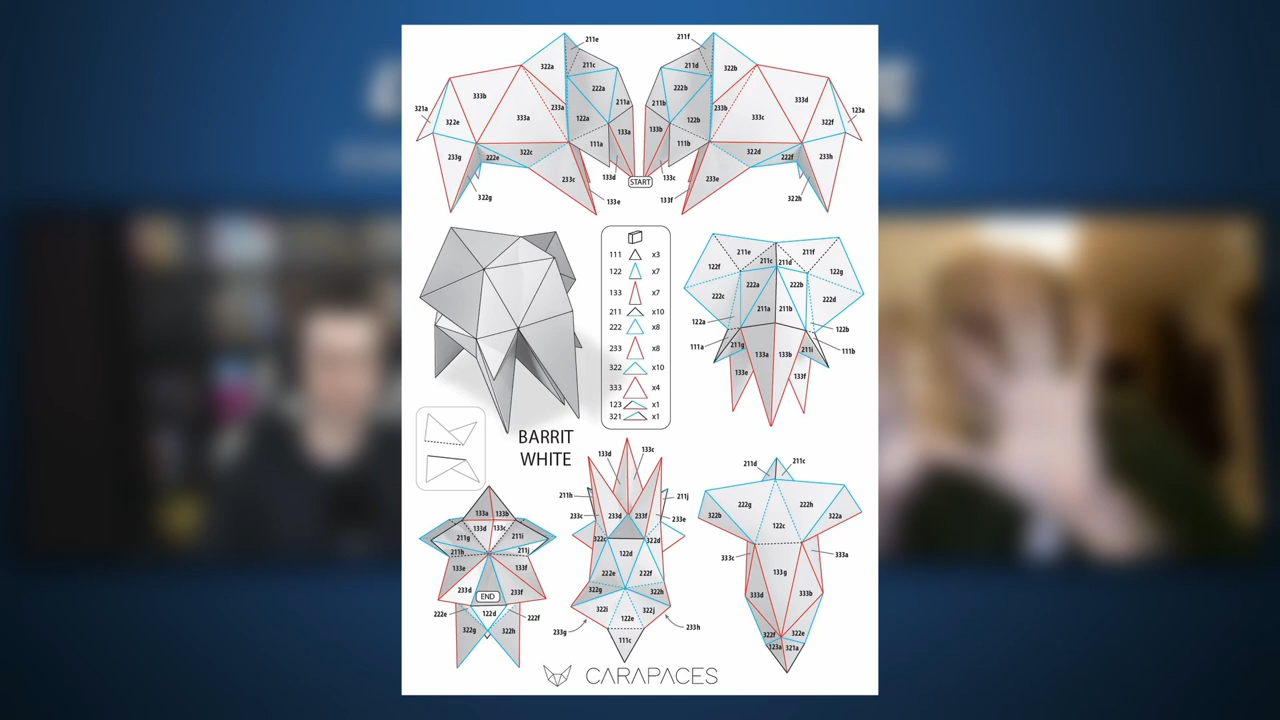 211e
211f
322a
211c
211d
322b
333b
222a
222b
333d
321a
322e
333a
233a
211a
211b
233b
333c
322f
123a
122a
133a
133b
122b
233g
222e
322c
111a
111b
322d
222f
233h
322g
233c
133d
START
133c
233e
322h
133e
133f
111 x3
122 x7
133 x7
211 x10
222 x8
233 x8
322 x10
333 x4
123 x1
321 x1
211e
211f
122f
211c
211d
122g
222c
222a
222b
222d
122a
211a
211b
122b
111a
211g
133a
133b
211i
111b
133e
133f
BARRIT
WHITE
133a
133b
133d
133c
211g
211i
211h
211j
133e
133f
233d
233f
END
222e
122d
222f
322g
322h
133d
133c
211h
211j
233c
233d
233f
233e
322c
322d
122d
222e
222f
322g
322h
322i
322j
122e
233g
233h
111c
211d
211c
222g
222h
322b
122c
322a
333c
333a
133g
333d
333b
322f
322e
123a
321a
CARAPACES